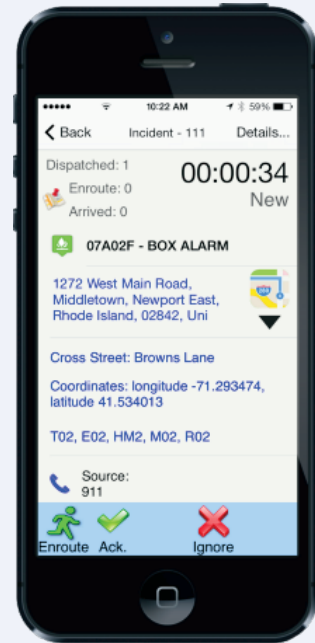 10:22 AM 59%
Back Incident - 111 Details...
Dispatched: 1
00:00:34
Enroute: 0
New
Arrived: 0
07A02F - BOX ALARM
1272 West Main Road,
Middletown, Newport East,
Rhode Island, 02842, Uni
Cross Street: Browns Lane
Coordinates: longitude -71.293474,
latitude 41.534013
T02, E02, HM2, M02, R02
Source:
911
Enroute Ack. Ignore